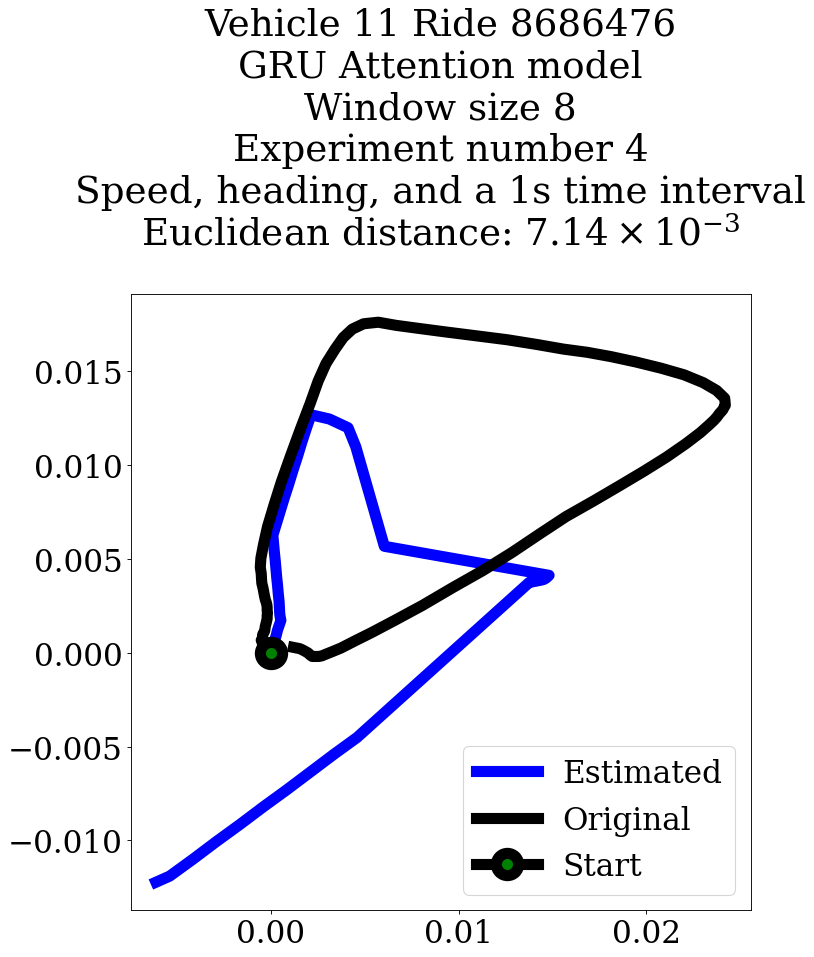 Vehicle 11 Ride 8686476
GRU Attention model
Window size 8
Experiment number 4
Speed, heading, and a 1s time interval
Euclidean distance: 7.14 × 10⁻³
0.015
0.010
0.005
0.000
−0.005
−0.010
Estimated
Original
Start
0.00 0.01 0.02